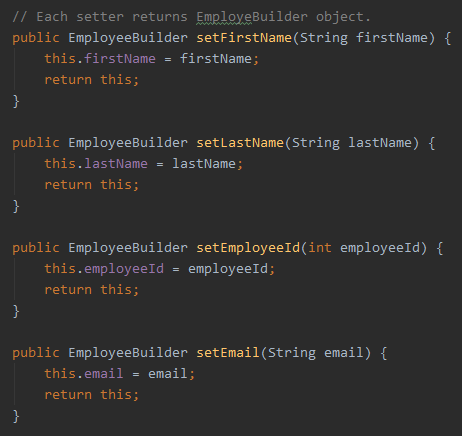 // Each setter returns EmployeBuilder object.
public EmployeeBuilder setFirstName(String firstName) {
    this.firstName = firstName;
    return this;
}

public EmployeeBuilder setLastName(String lastName) {
    this.lastName = lastName;
    return this;
}

public EmployeeBuilder setEmployeeId(int employeeId) {
    this.employeeId = employeeId;
    return this;
}

public EmployeeBuilder setEmail(String email) {
    this.email = email;
    return this;
}